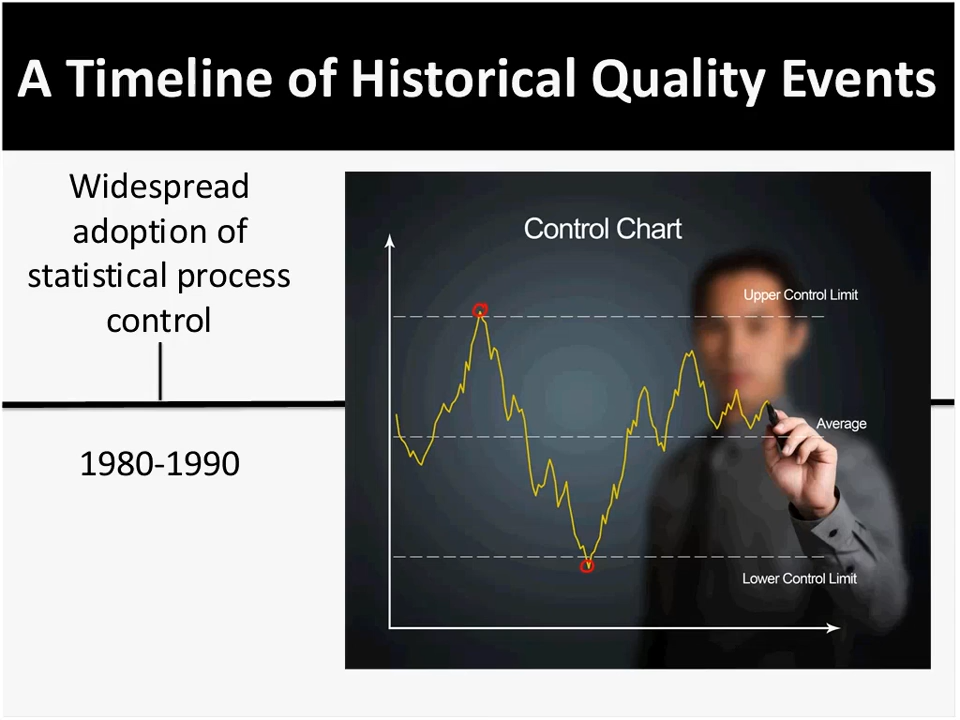 A Timeline of Historical Quality Events
Widespread
adoption of
statistical process
control
1980-1990
Control Chart
Upper Control Limit
Average
Lower Control Limit